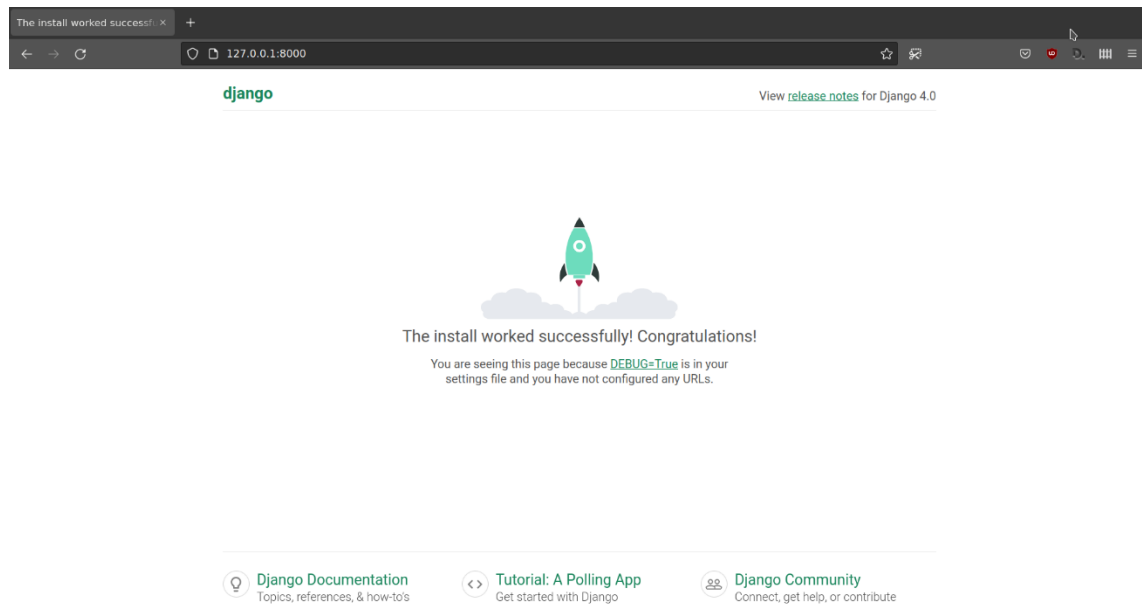 The install worked successfu
127.0.0.1:8000
django
View release notes for Django 4.0
The install worked successfully! Congratulations!
You are seeing this page because DEBUG=True is in your
settings file and you have not configured any URLs.
Django Documentation
Topics, references, & how-to's
Tutorial: A Polling App
Get started with Django
Django Community
Connect, get help, or contribute